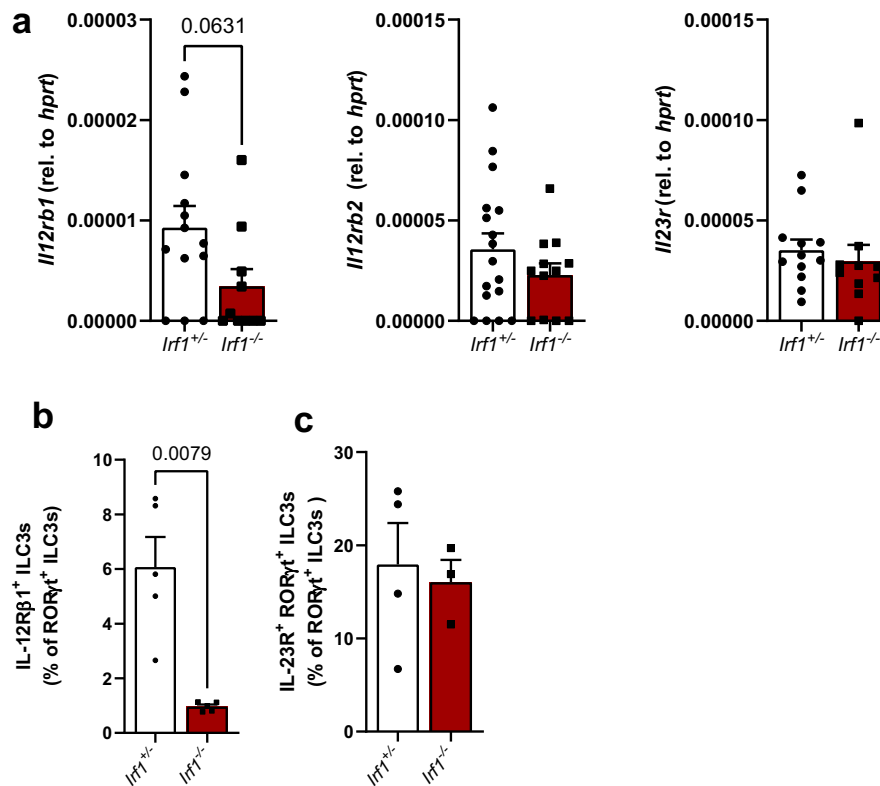 a
0.0631
Il12rb1 (rel. to hprt)
0.00003
0.00002
0.00001
0.00000
Irf1+/-
Irf1-/-
Il12rb2 (rel. to hprt)
0.00015
0.00010
0.00005
0.00000
Irf1+/-
Irf1-/-
Il23r (rel. to hprt)
0.00015
0.00010
0.00005
0.00000
Irf1+/-
Irf1-/-
b
0.0079
IL-12Rβ1+ ILC3s
(% of RORγt+ ILC3s)
10
8
6
4
2
0
Irf1+/-
Irf1-/-
c
IL-23R+ RORγt+ ILC3s
(% of RORγt+ ILC3s )
30
20
10
0
Irf1+/-
Irf1-/-